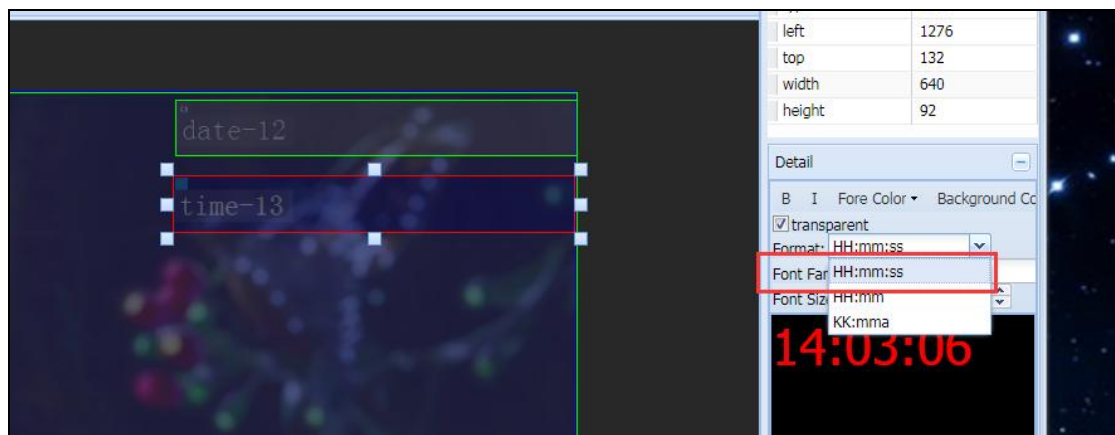 left 1276
top 132
width 640
height 92
date-12
time-13
Detail
B I Fore Color Background Co
transparent
Format: HH:mm:ss
Font Fa HH:mm:ss
Font Siz HH:mm
KK:mma
14:03:06